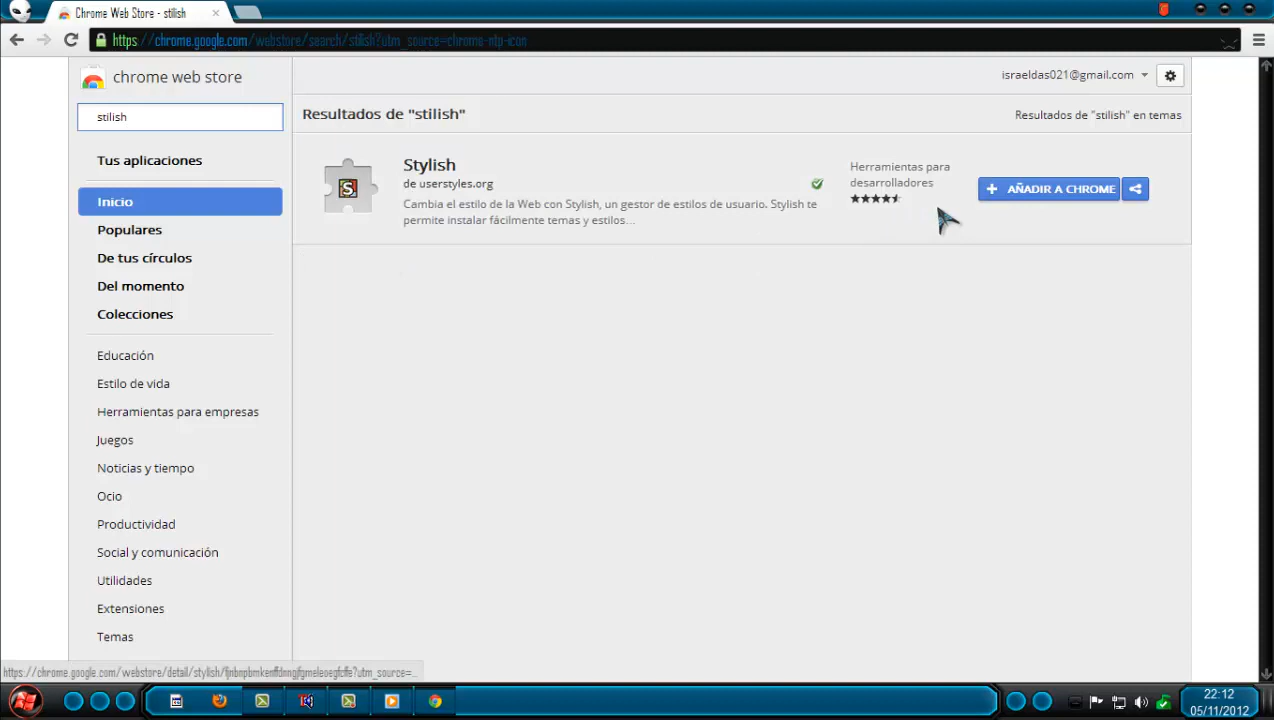 Chrome Web Store - stilish
https://chrome.google.com/webstore/search/stilish?utm_source=chrome-ntp-icon
chrome web store
israeldas021@gmail.com
stilish
Resultados de "stilish"
Resultados de "stilish" en temas
Tus aplicaciones
Inicio
Populares
De tus círculos
Del momento
Colecciones
Educación
Estilo de vida
Herramientas para empresas
Juegos
Noticias y tiempo
Ocio
Productividad
Social y comunicación
Utilidades
Extensiones
Temas
Stylish
de userstyles.org
Cambia el estilo de la Web con Stylish, un gestor de estilos de usuario. Stylish te
permite instalar fácilmente temas y estilos...
Herramientas para
desarrolladores
AÑADIR A CHROME
22:12
05/11/2012